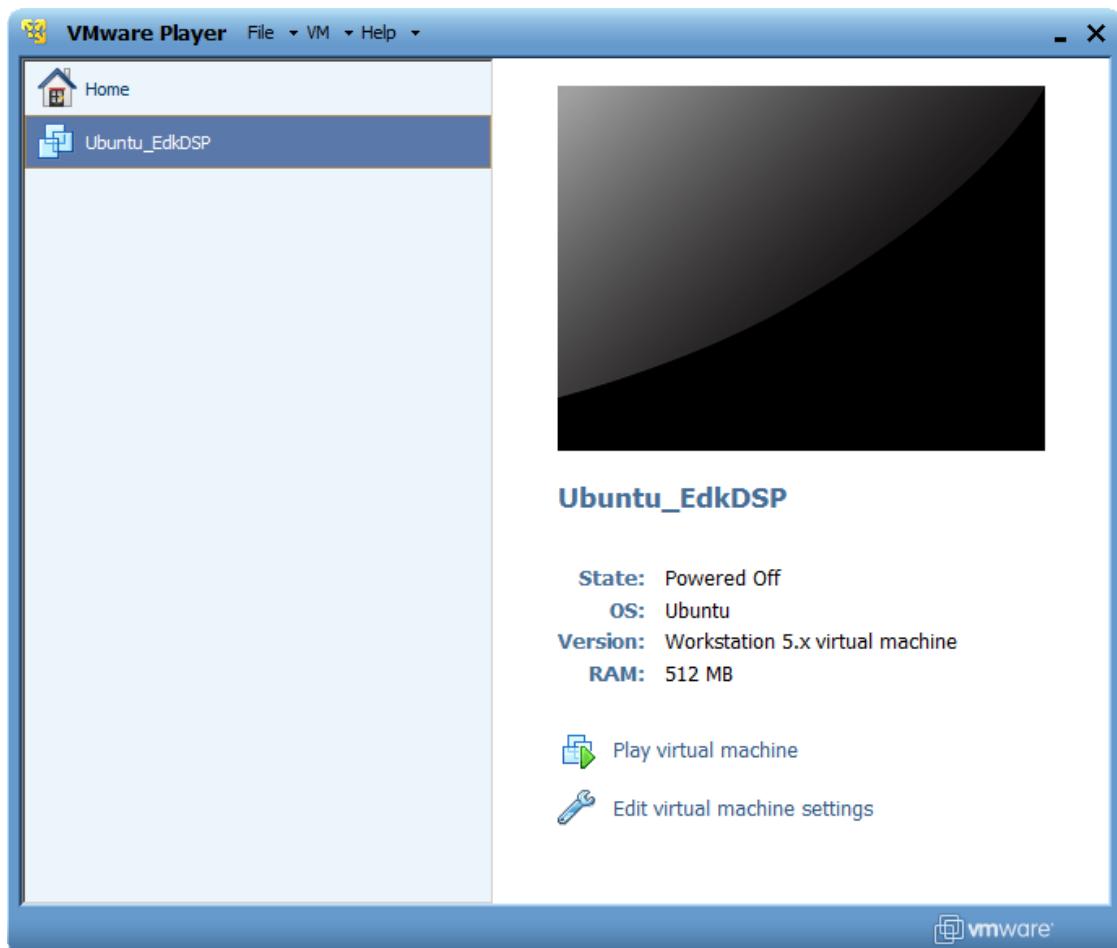 VMware Player File VM Help
Home
Ubuntu_EdkDSP
Ubuntu_EdkDSP
State: Powered Off
OS: Ubuntu
Version: Workstation 5.x virtual machine
RAM: 512 MB
Play virtual machine
Edit virtual machine settings
vmware